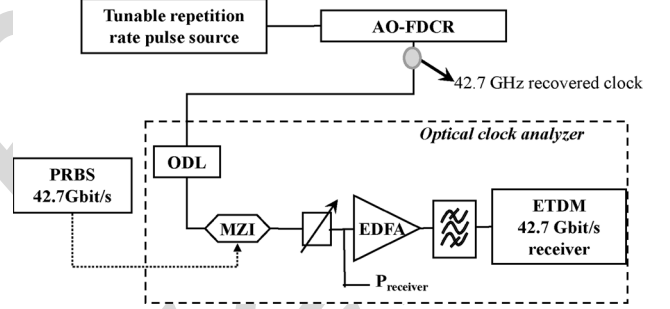 Tunable repetition
rate pulse source
AO-FDCR
42.7 GHz recovered clock
Optical clock analyzer
ODL
PRBS
42.7Gbit/s
MZI
EDFA
ETDM
42.7 Gbit/s
receiver
Preceiver